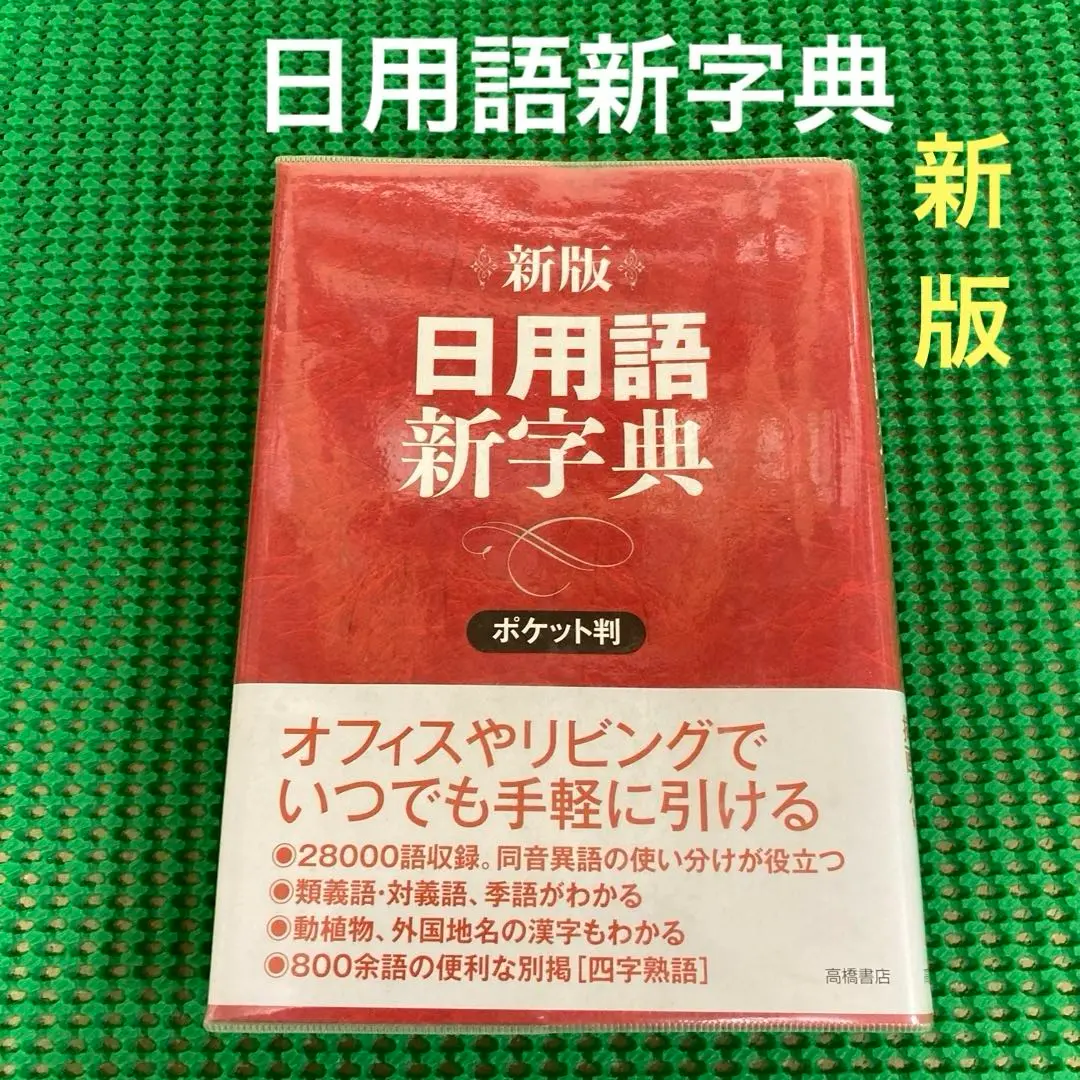 日用語新字典
新版
新版
日用語
新字典
ポケット判
オフィスやリビングで
いつでも手軽に引ける
◉28000語収録。同音異語の使い分けが役立つ
◉類義語・対義語、季語がわかる
◉動植物、外国地名の漢字もわかる
◉800余語の便利な別掲[四字熟語]
高橋書店